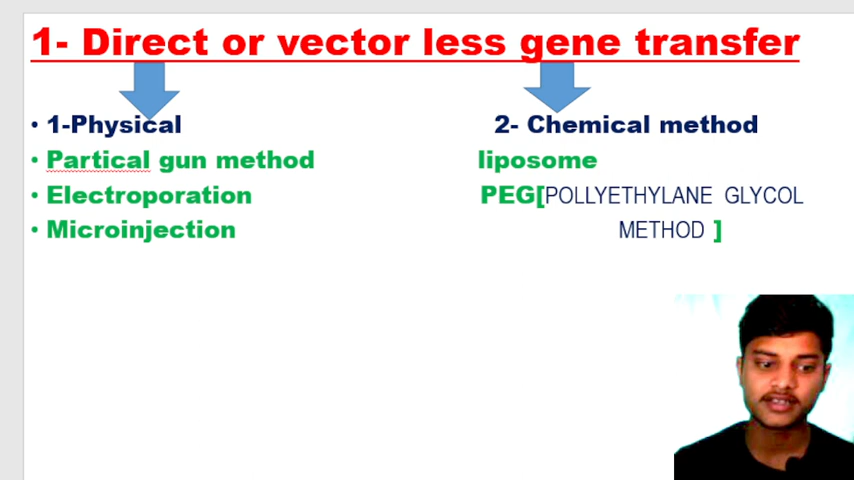 1- Direct or vector less gene transfer
• 1-Physical
• Partical gun method
• Electroporation
• Microinjection
2- Chemical method
liposome
PEG[POLLYETHYLANE GLYCOL
METHOD ]